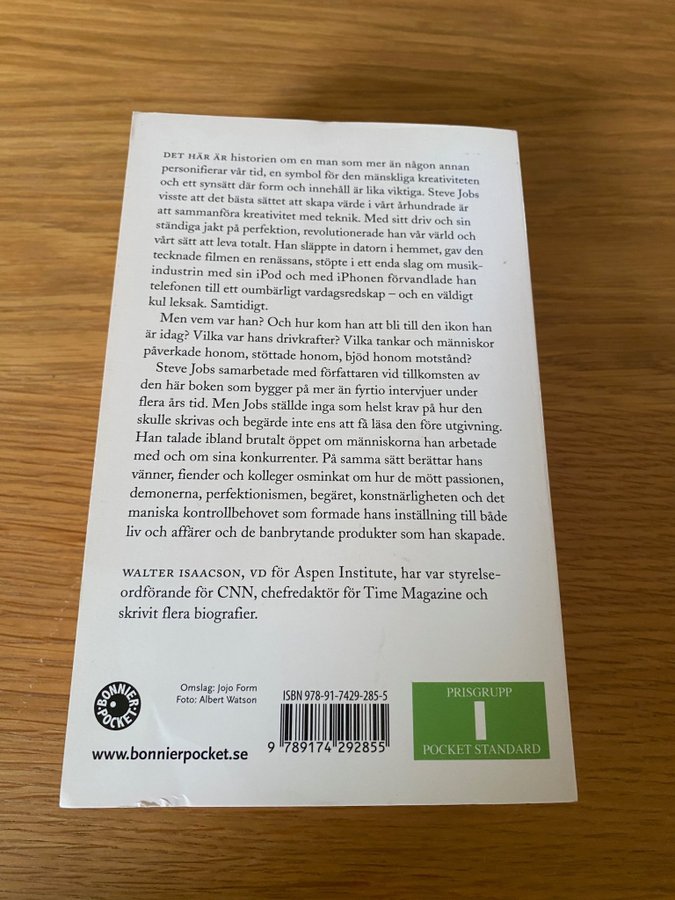 DET HÄR ÄR historien om en man som mer än någon annan
personifierar vår tid, en symbol för den mänskliga kreativiteten
och ett synsätt där form och innehåll är lika viktiga. Steve Jobs
visste att det bästa sättet att skapa värde i vårt århundrade är
att sammanföra kreativitet med teknik. Med sitt driv och sin
ständiga jakt på perfektion, revolutionerade han vår värld och
vårt sätt att leva totalt. Han släppte in datorn i hemmet, gav den
tecknade filmen en renässans, stöpte i ett enda slag om musik-
industrin med sin iPod och med iPhonen förvandlade han
telefonen till ett oumbärligt vardagsredskap – och en väldigt
kul leksak. Samtidigt.
Men vem var han? Och hur kom han att bli till den ikon han
är idag? Vilka var hans drivkrafter? Vilka tankar och människor
påverkade honom, stöttade honom, bjöd honom motstånd?
Steve Jobs samarbetade med författaren vid tillkomsten av
den här boken som bygger på mer än fyrtio intervjuer under
flera års tid. Men Jobs ställde inga som helst krav på hur den
skulle skrivas och begärde inte ens att få läsa den före utgivning.
Han talade ibland brutalt öppet om människorna han arbetade
med och om sina konkurrenter. På samma sätt berättar hans
vänner, fiender och kolleger osminkat om hur de mött passionen,
demonerna, perfektionismen, begäret, konstnärligheten och det
maniska kontrollbehovet som formade hans inställning till både
liv och affärer och de banbrytande produkter som han skapade.
WALTER ISAACSON, VD för Aspen Institute, har var styrelse-
ordförande för CNN, chefredaktör för Time Magazine och
skrivit flera biografier.
BONNIER
POCKET
Omslag: Jojo Form
Foto: Albert Watson
www.bonnierpocket.se
ISBN 978-91-7429-285-5
9 789174 292855
PRISGRUPP
I
POCKET STANDARD